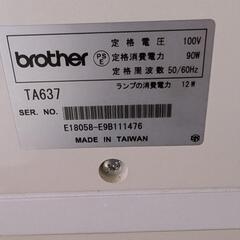 brother
PS
E
定格電圧 100V
定格消費電力 90W
定格周波数 50/60Hz
ランプの消費電力 12W
TA637
SER. NO.
E18058-E9B111476
MADE IN TAIWAN